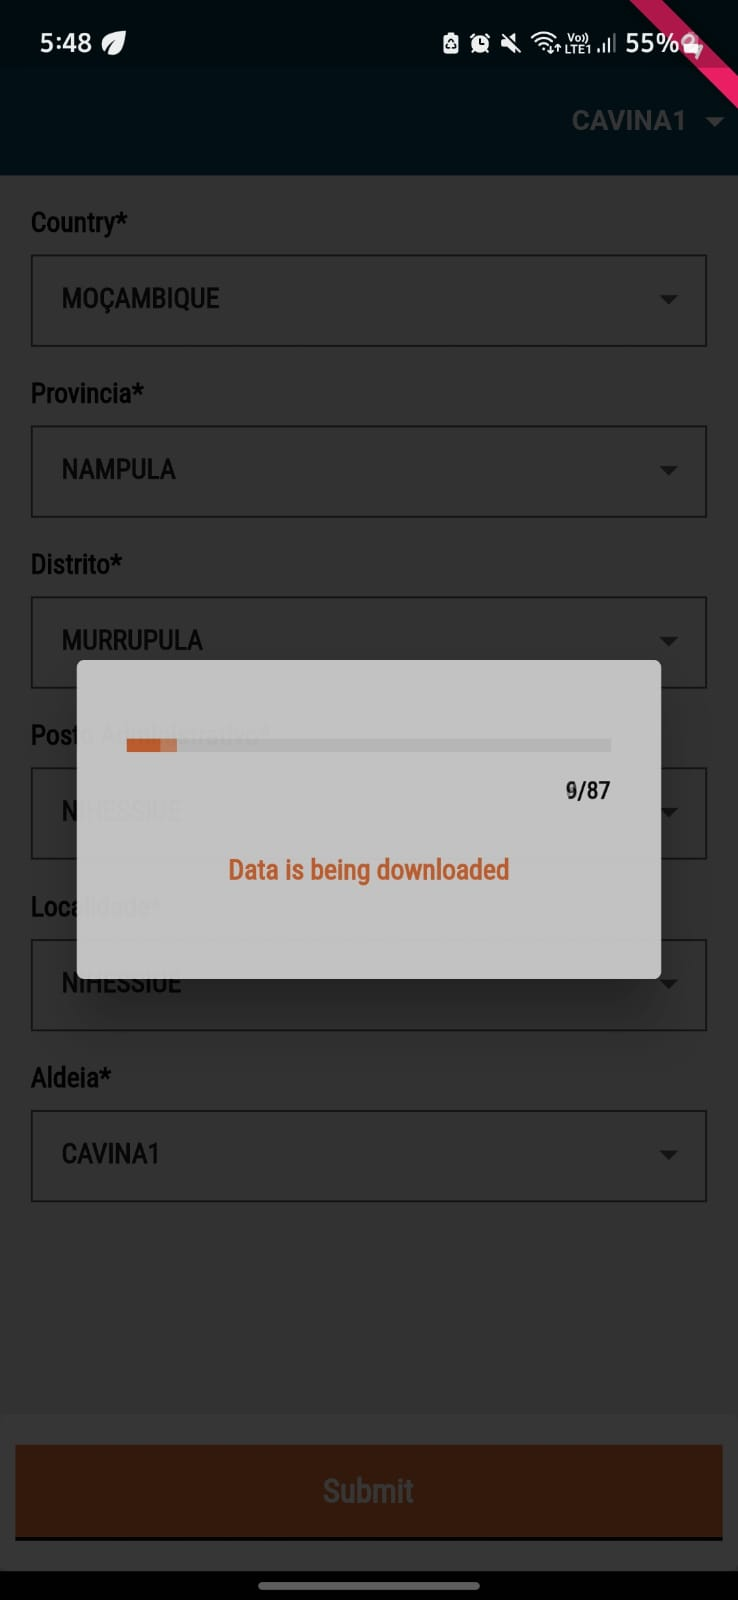 5:48
Vo))
LTE1
55%
CAVINA1
Country*
MOÇAMBIQUE
Provincia*
NAMPULA
Distrito*
MURRUPULA
Posto Administrativo*
NIHESSIUE
9/87
Data is being downloaded
Localidade*
NIHESSIUE
Aldeia*
CAVINA1
Submit